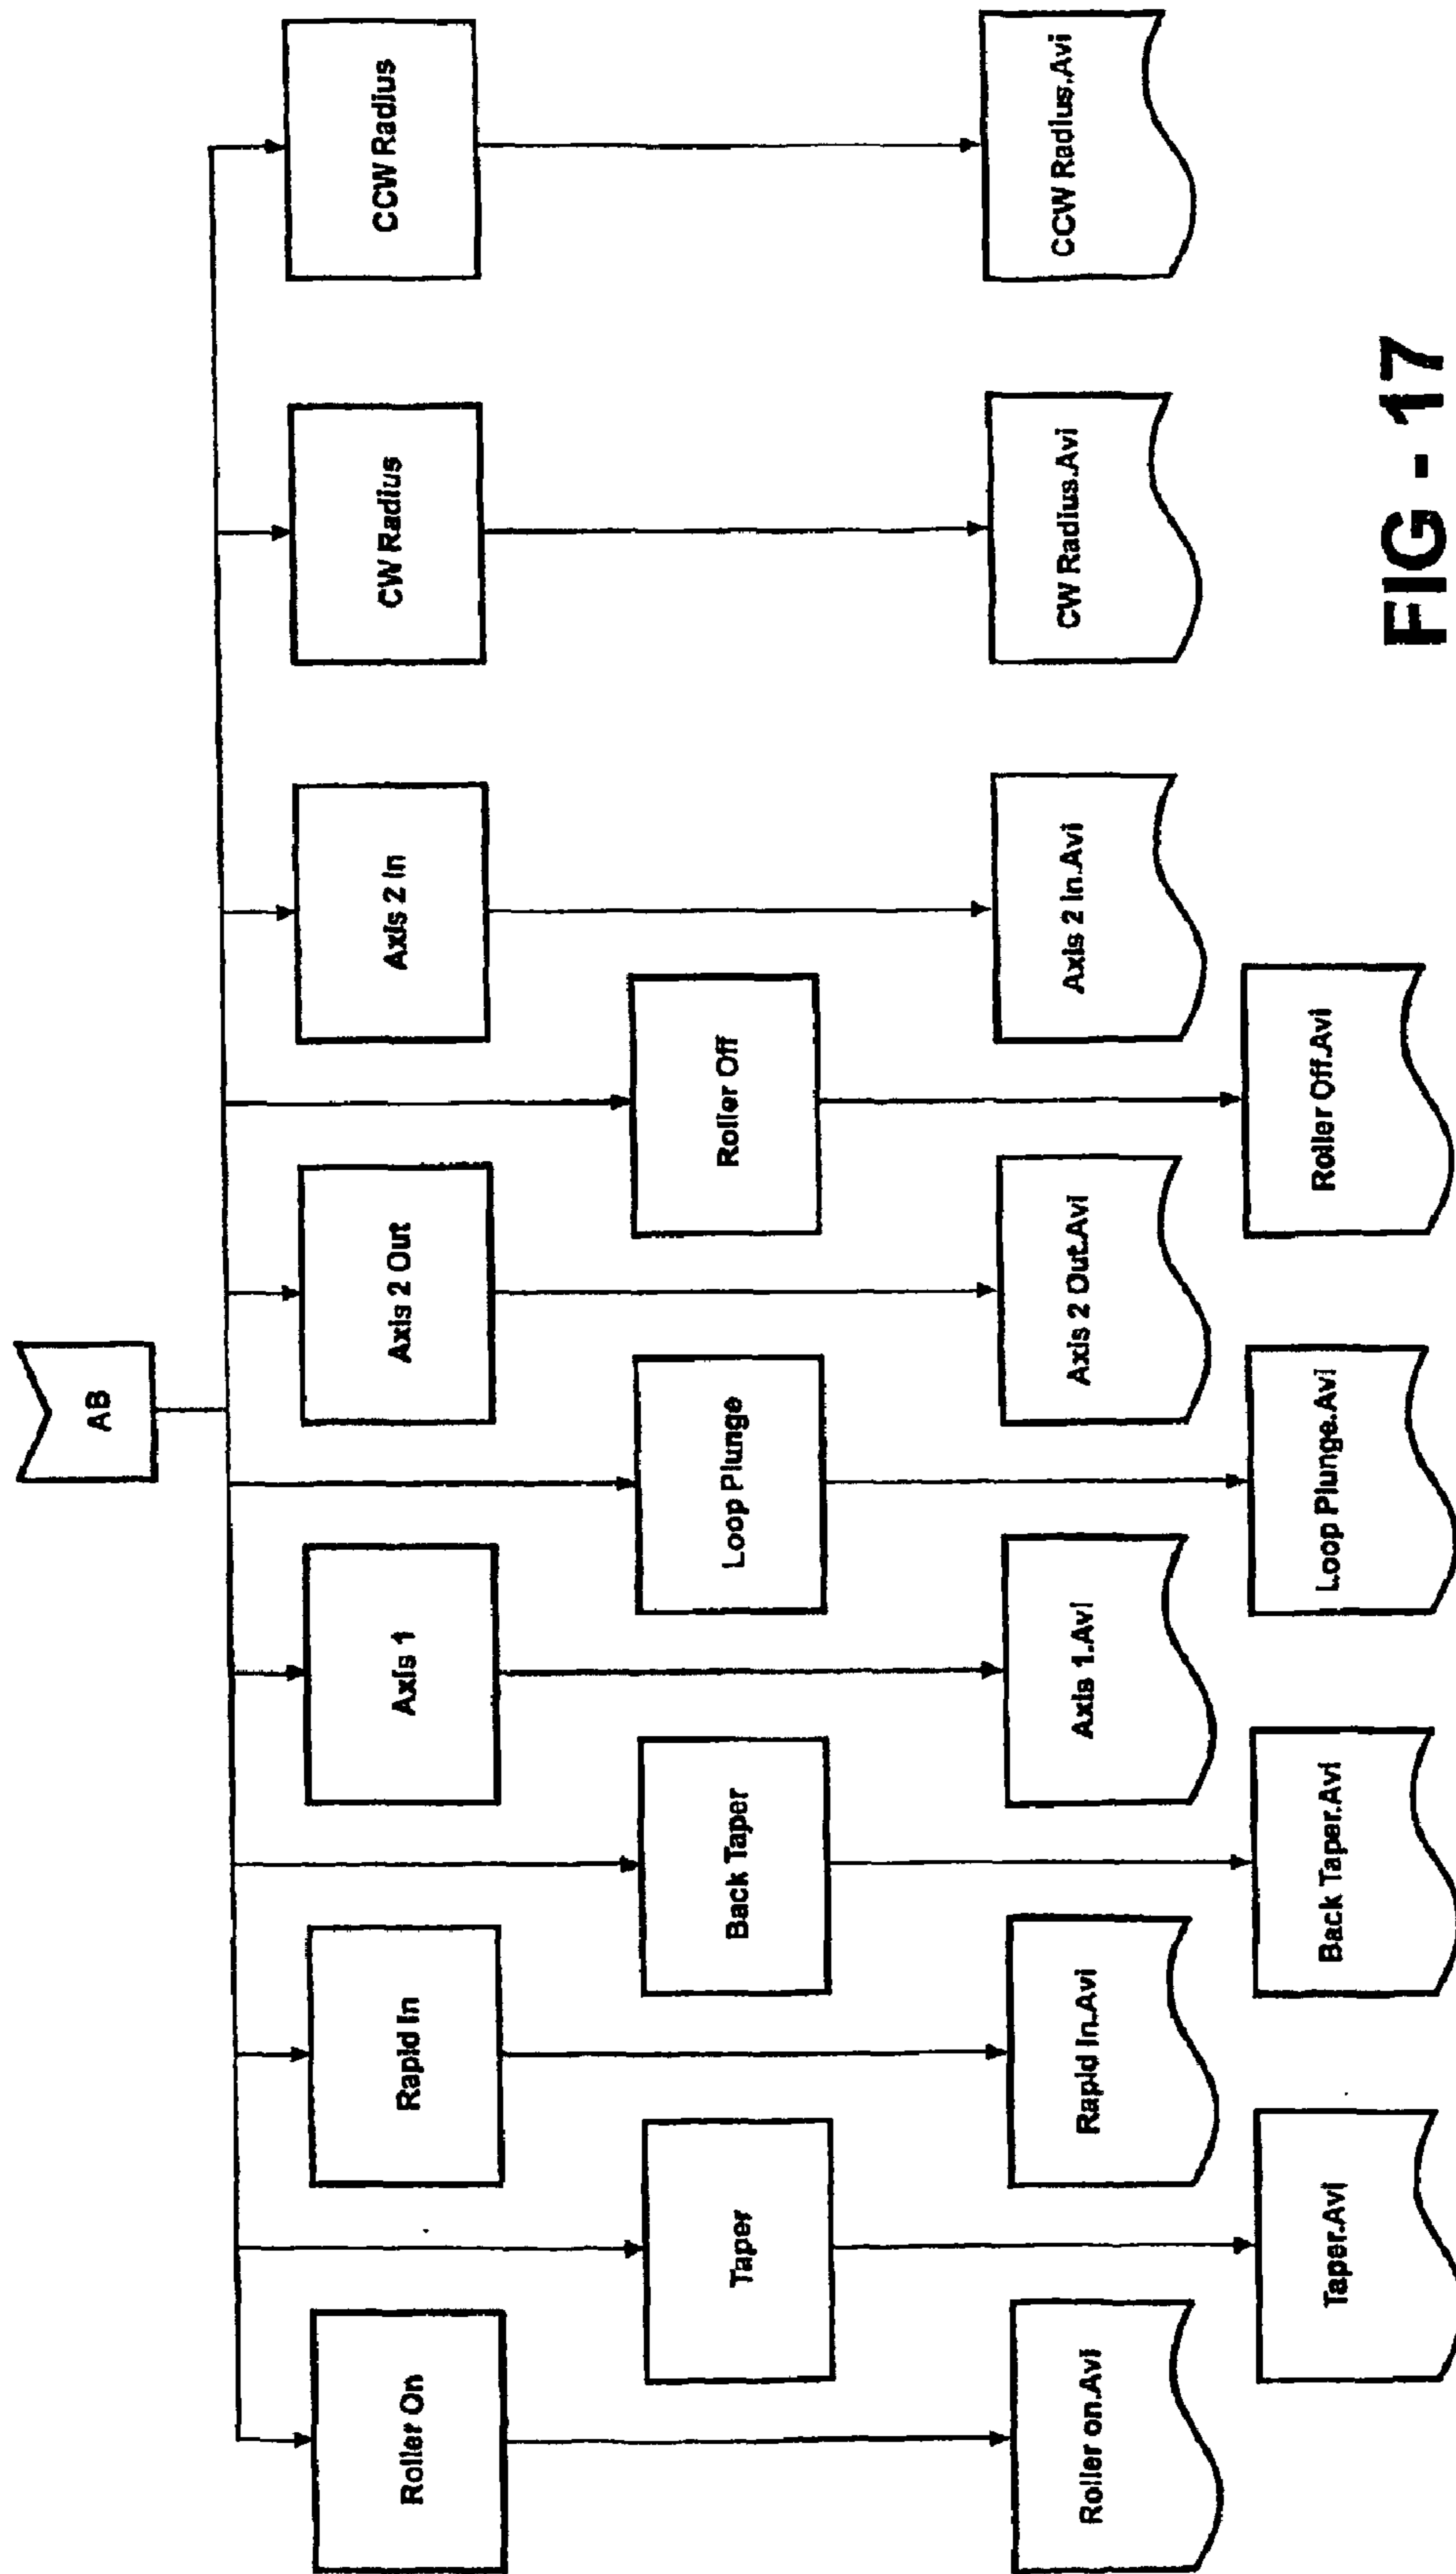 AB
Roller On
Rapid In
Axis 1
Axis 2 Out
Axis 2 In
CW Radius
CCW Radius
Taper
Back Taper
Loop Plunge
Roller Off
Roller on.Avi
Rapid In.Avi
Axis 1.Avi
Axis 2 Out.Avi
Axis 2 In.Avi
CW Radius.Avi
CCW Radius.Avi
Taper.Avi
Back Taper.Avi
Loop Plunge.Avi
Roller Off.Avi
FIG - 17